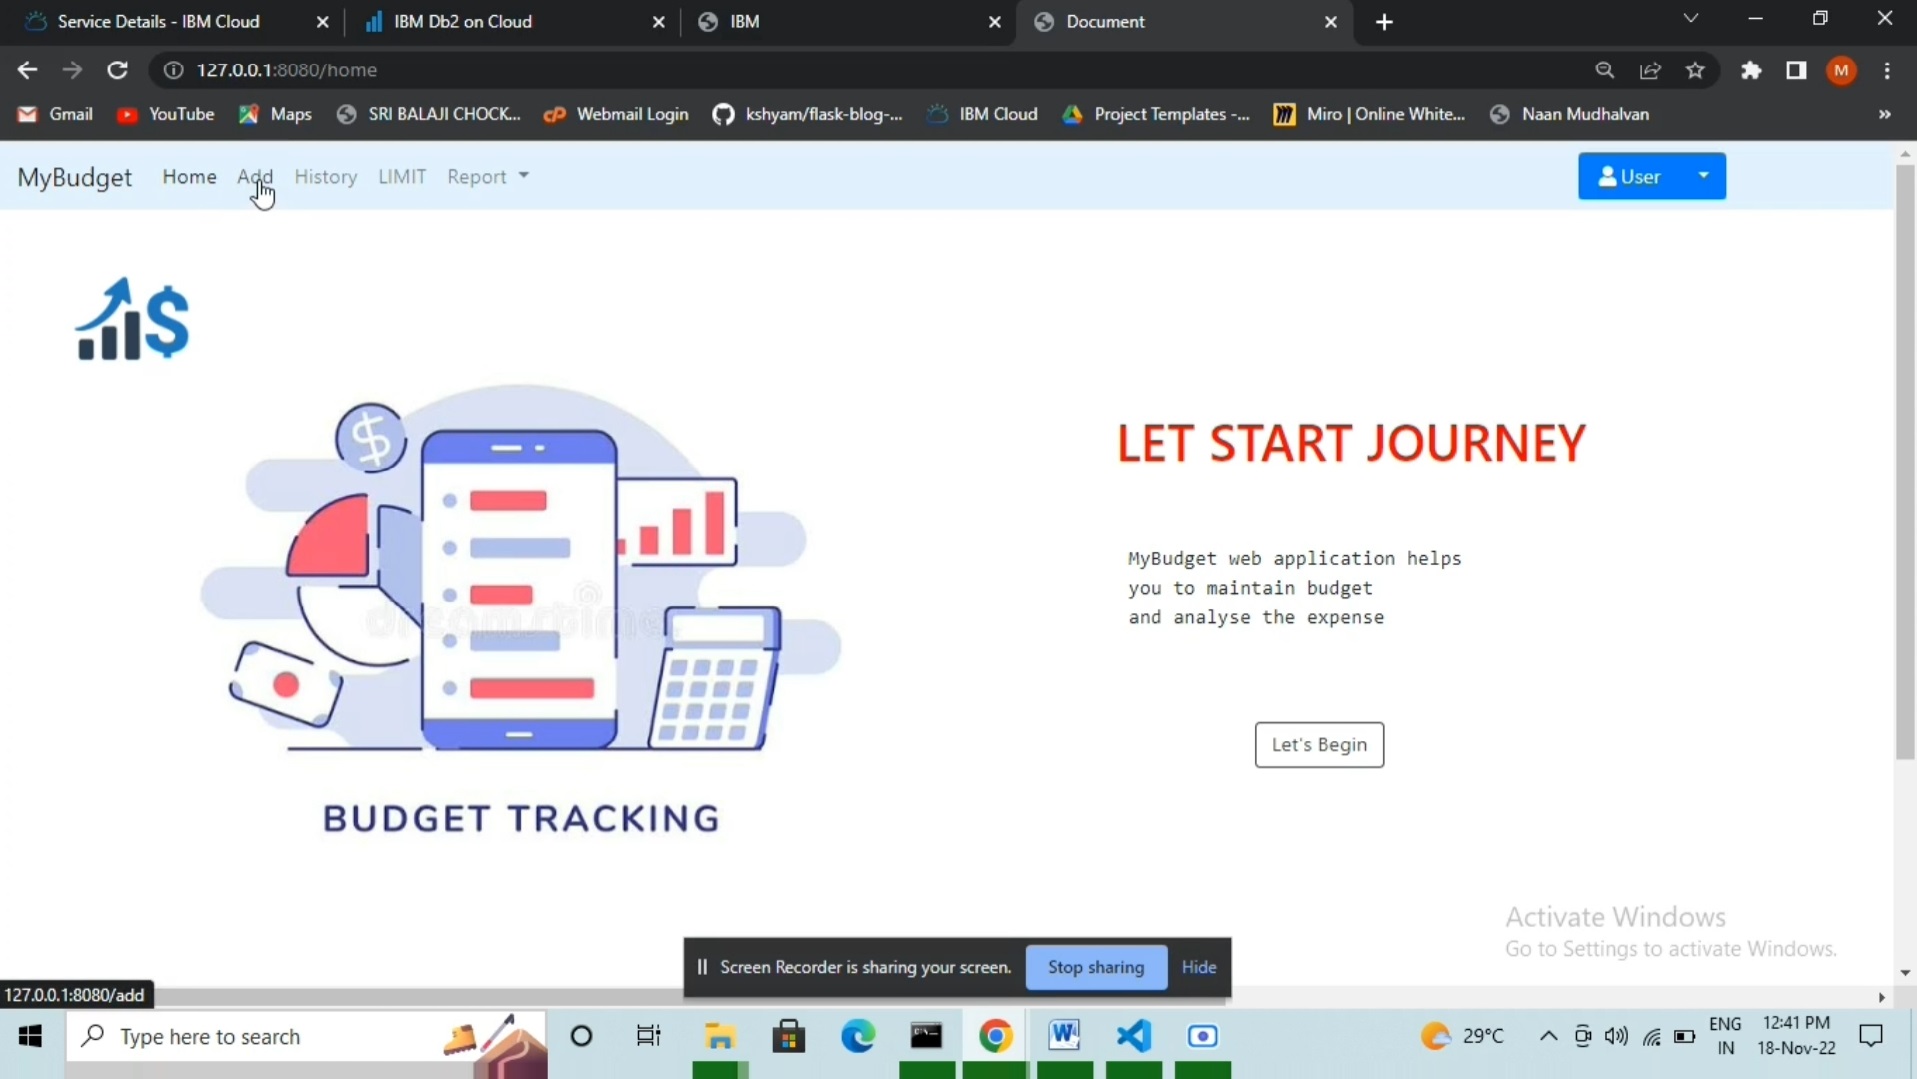 Service Details - IBM Cloud
IBM Db2 on Cloud
IBM
Document
127.0.0.1:8080/home
M
Gmail
YouTube
Maps
SRI BALAJI CHOCK...
Webmail Login
kshyam/flask-blog-...
IBM Cloud
Project Templates -...
Miro | Online White...
Naan Mudhalvan
»
MyBudget
Home
Add
History
LIMIT
Report
User
$
$
LET START JOURNEY
MyBudget web application helps
you to maintain budget
and analyse the expense
dreamstime
Let's Begin
BUDGET TRACKING
Activate Windows
Go to Settings to activate Windows.
Screen Recorder is sharing your screen.
Stop sharing
Hide
127.0.0.1:8080/add
Type here to search
29°C
ENG
IN
12:41 PM
18-Nov-22